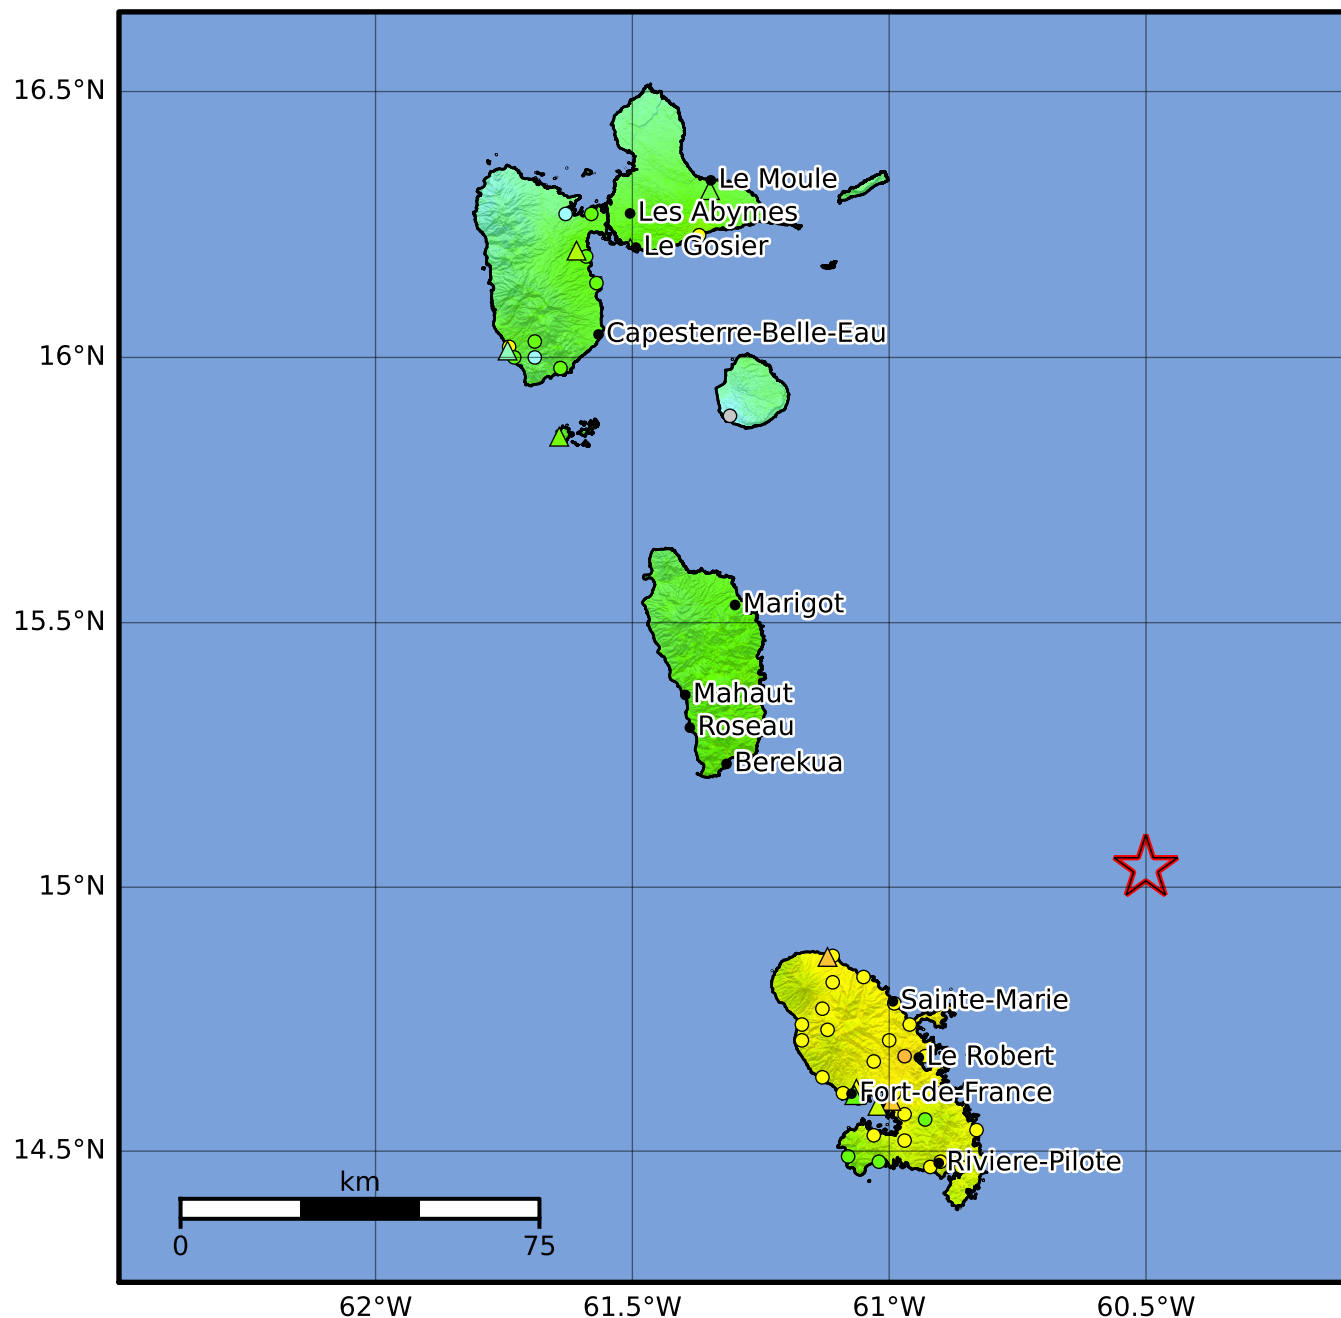 16.5°N
Le Moule
Les Abymes
Le Gosier
Capesterre-Belle-Eau
16°N
Marigot
15.5°N
Mahaut
Roseau
Berekua
15°N
Sainte-Marie
Le Robert
Fort-de-France
14.5°N
Riviere-Pilote
km
0 75
62°W 61.5°W 61°W 60.5°W